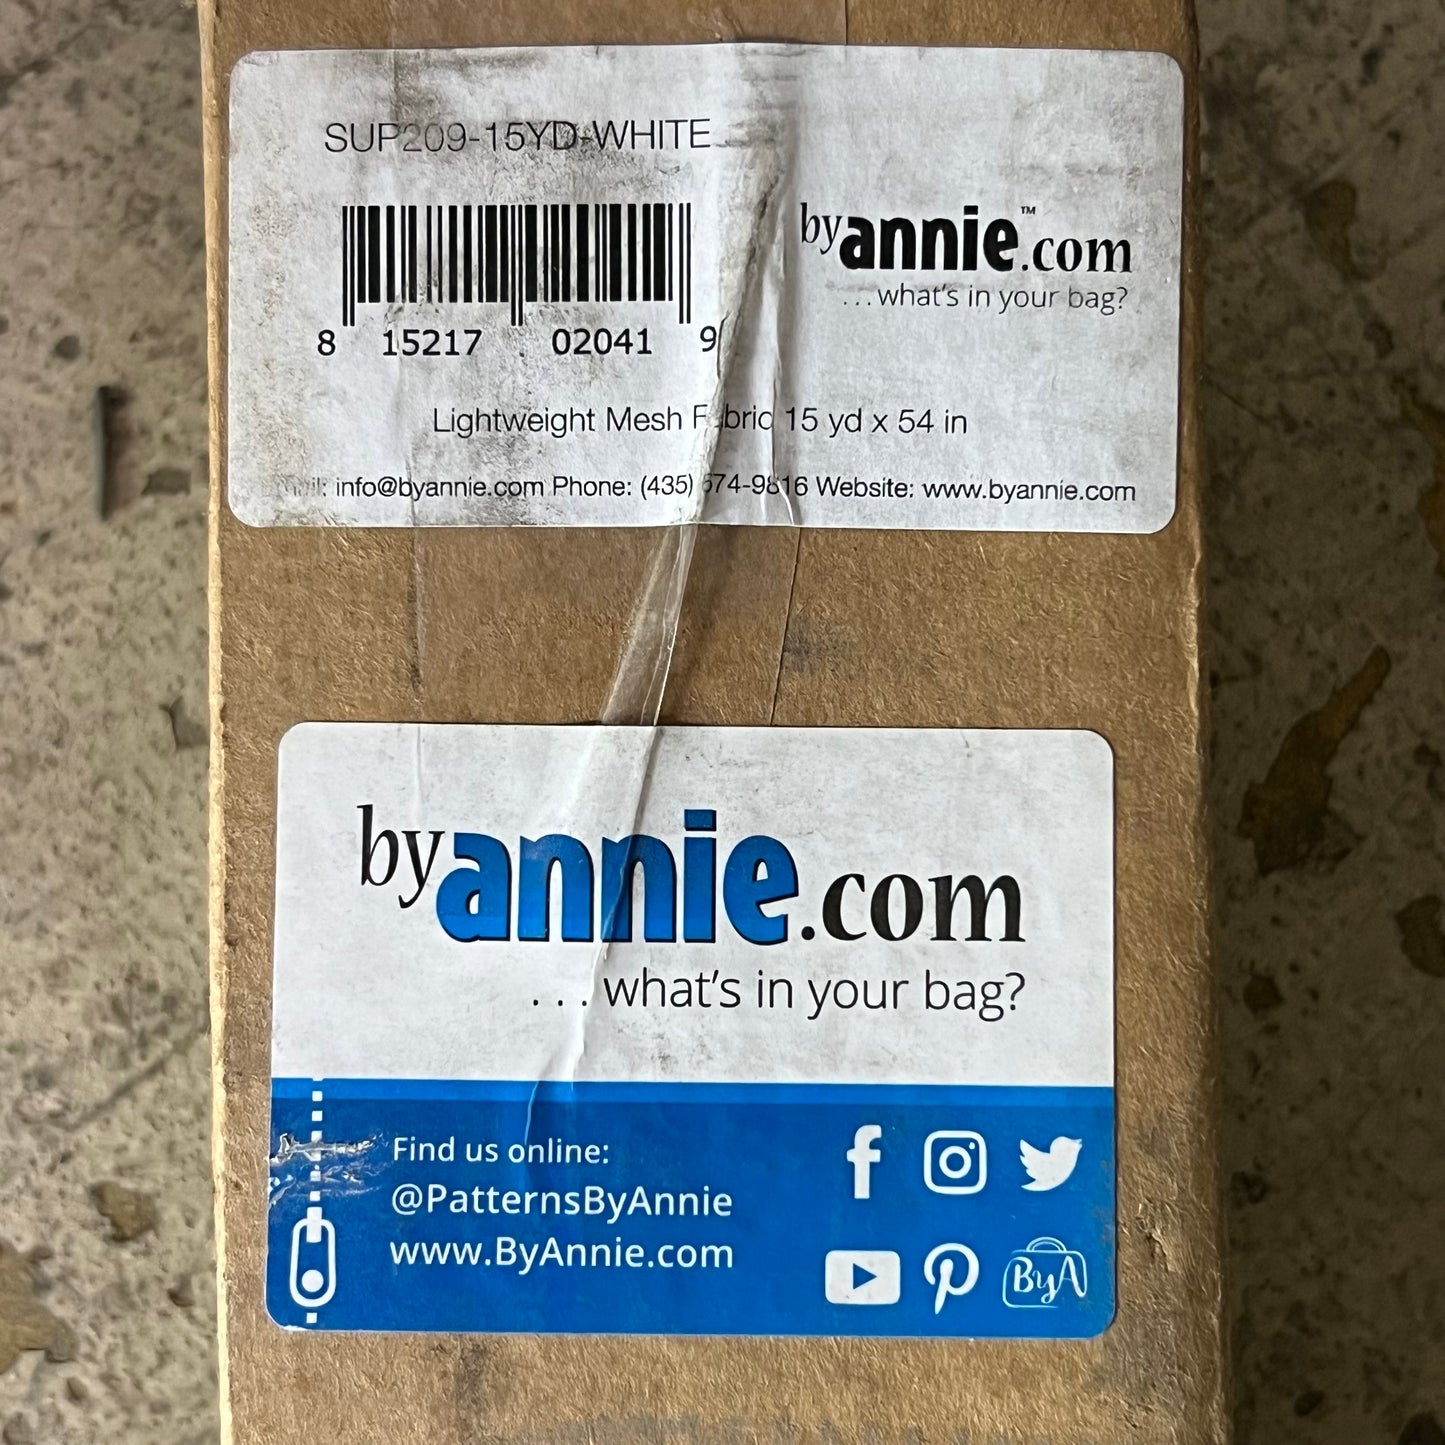 SUP209-15YD-WHITE
8 15217 02041 9
byannie™.com
...what's in your bag?
Lightweight Mesh Fabric 15 yd x 54 in
info@byannie.com Phone: (435) 674-9816 Website: www.byannie.com
byannie.com
...what's in your bag?
Find us online:
@PatternsByAnnie
www.ByAnnie.com
ByA